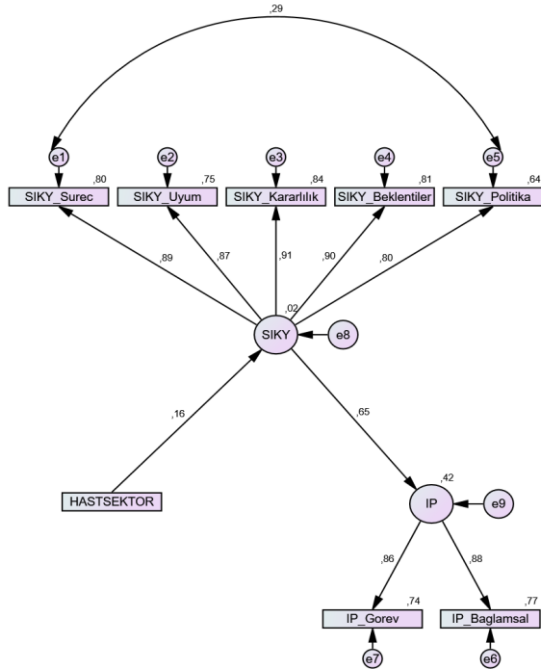 ,29
e1 e2 e3 e4 e5
,80 ,75 ,84 ,81 ,64
SIKY_Surec SIKY_Uyum SIKY_Kararlılık SIKY_Beklentiler SIKY_Politika
,89 ,87 ,91 ,90 ,80
,02
SIKY e8
,16 ,65
,42
HASTSEKTOR IP e9
,86 ,88
,74 ,77
IP_Gorev IP_Baglamsal
e7 e6